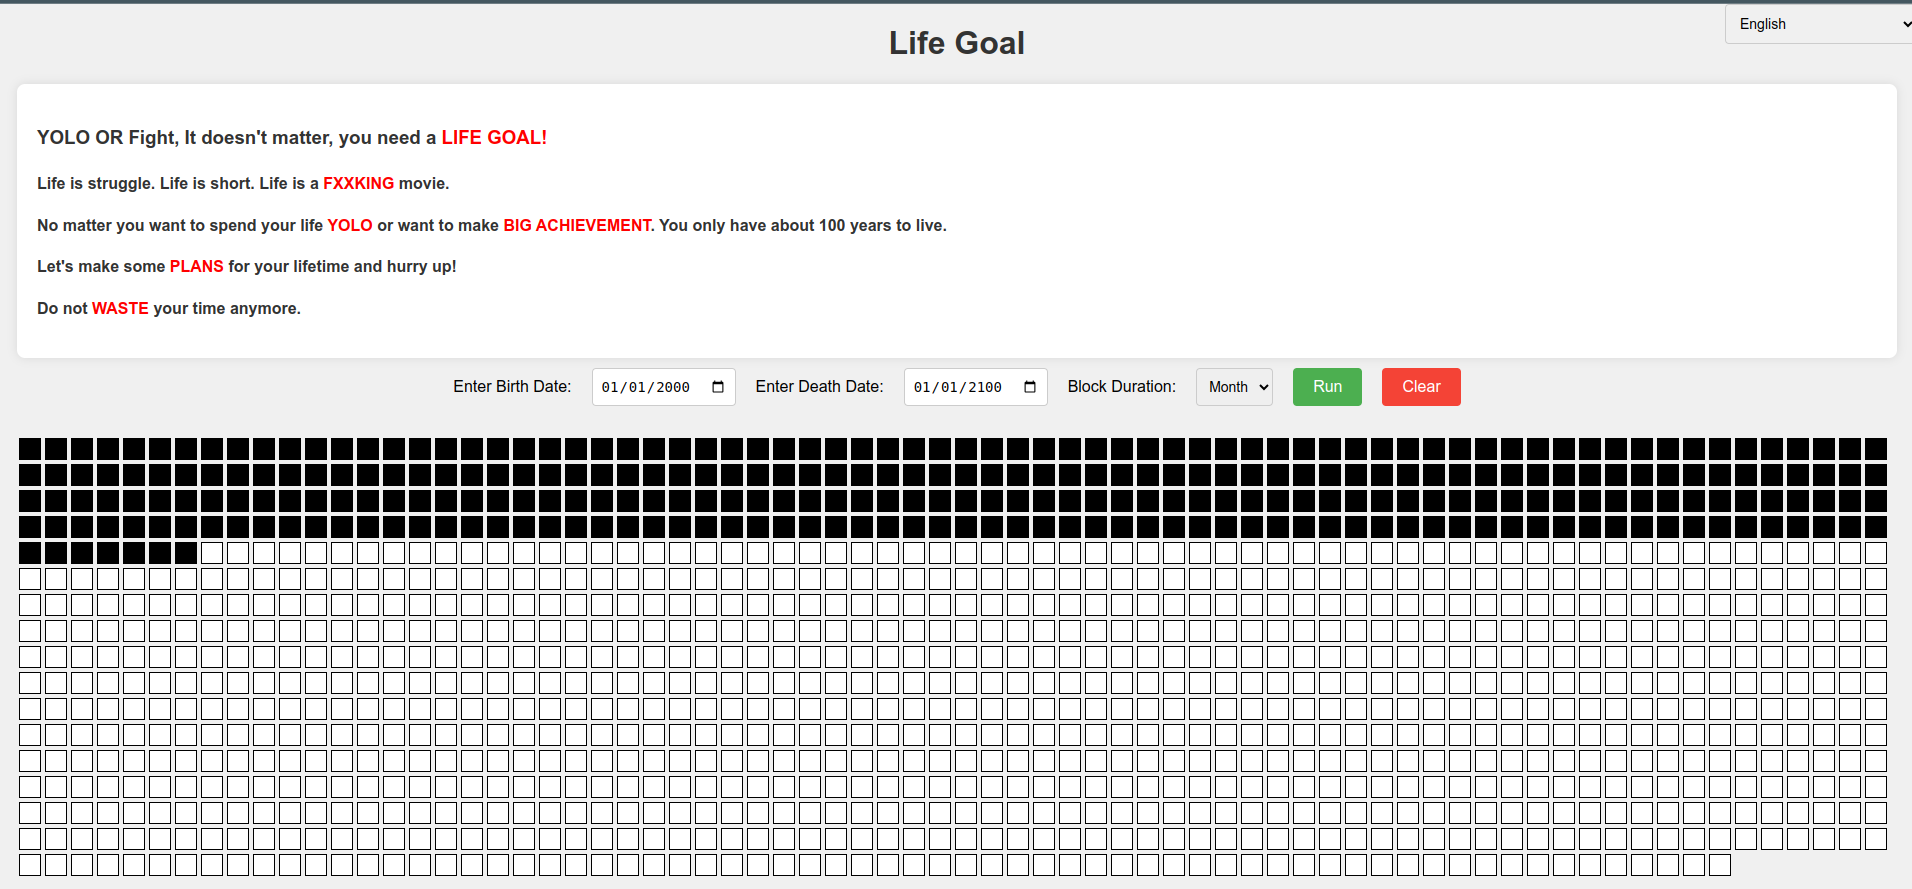 English
Life Goal
YOLO OR Fight, It doesn't matter, you need a LIFE GOAL!
Life is struggle. Life is short. Life is a FXXKING movie.
No matter you want to spend your life YOLO or want to make BIG ACHIEVEMENT. You only have about 100 years to live.
Let's make some PLANS for your lifetime and hurry up!
Do not WASTE your time anymore.
Enter Birth Date: 01/01/2000 Enter Death Date: 01/01/2100 Block Duration: Month Run Clear